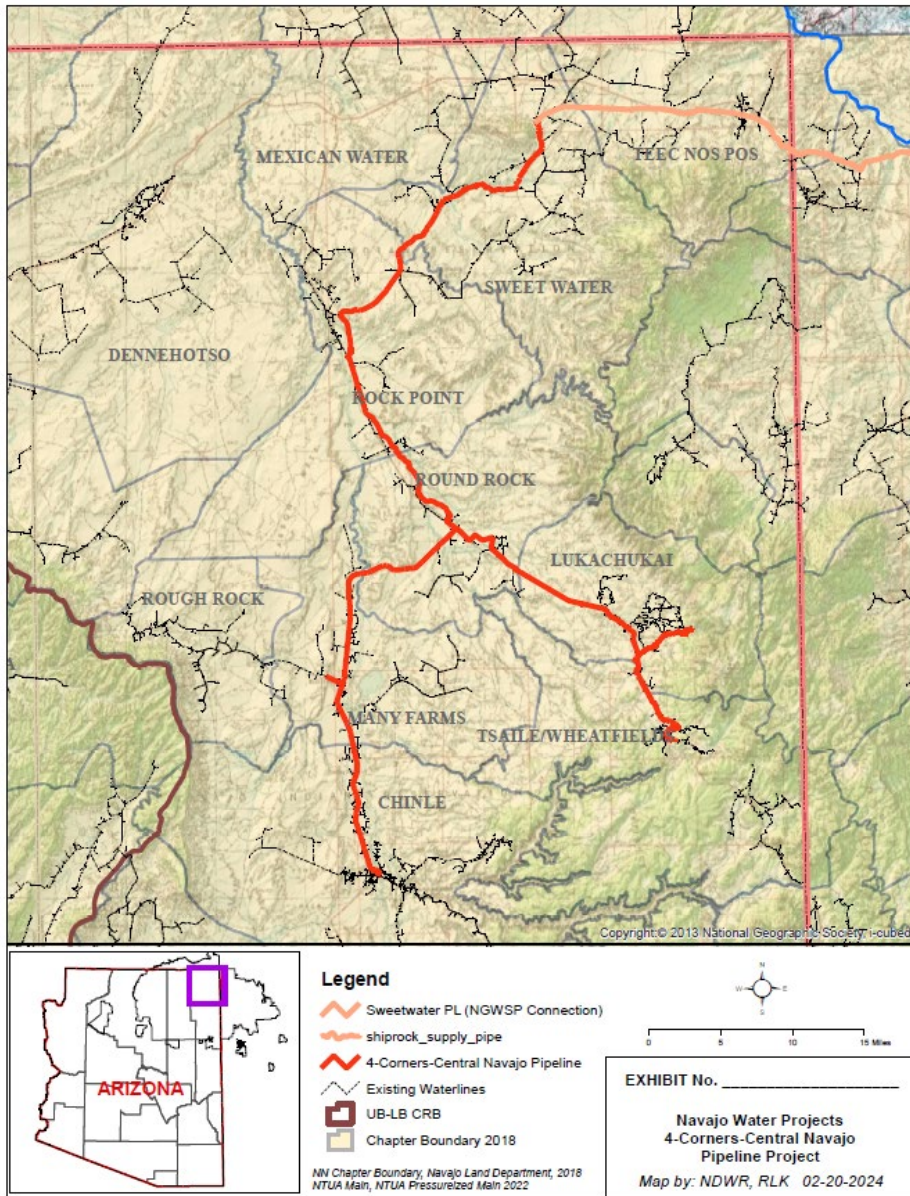 MEXICAN WATER
TEEC NOS POS
SWEET WATER
DENNEHOTSO
ROCK POINT
ROUND ROCK
LUKACHUKAI
ROUGH ROCK
MANY FARMS
TSAILE/WHEATFIELDS
CHINLE
Copyright:© 2013 National Geographic Society, i-cubed
ARIZONA
Legend
Sweetwater PL (NGWSP Connection)
shiprock_supply_pipe
4-Corners-Central Navajo Pipeline
Existing Waterlines
UB-LB CRB
Chapter Boundary 2018
NN Chapter Boundary, Navajo Land Department, 2018
NTUA Main, NTUA Pressureized Main 2022
N
W E
S
0 5 10 15 Miles
EXHIBIT No. ____________________
Navajo Water Projects
4-Corners-Central Navajo
Pipeline Project
Map by: NDWR, RLK 02-20-2024